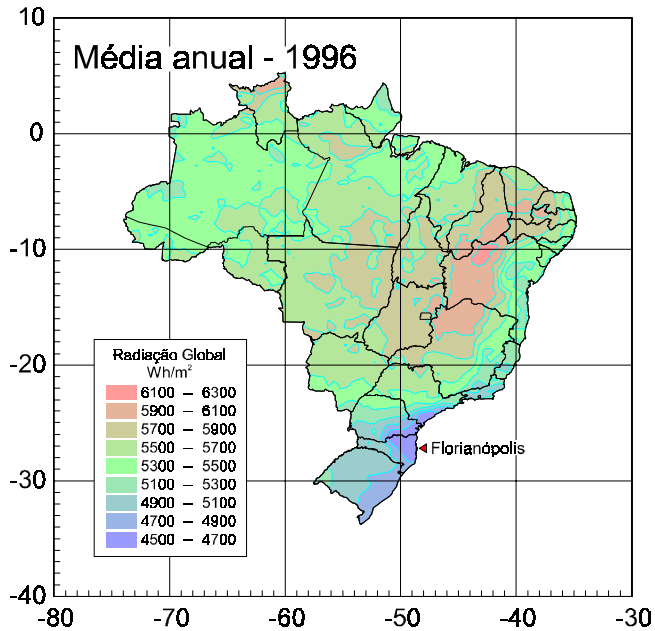 10
Média anual - 1996
0
-10
-20
Radiação Global
Wh/m²
6100 – 6300
5900 – 6100
5700 – 5900
5500 – 5700
5300 – 5500
5100 – 5300
4900 – 5100
4700 – 4900
4500 – 4700
Florianópolis
-30
-40
-80 -70 -60 -50 -40 -30